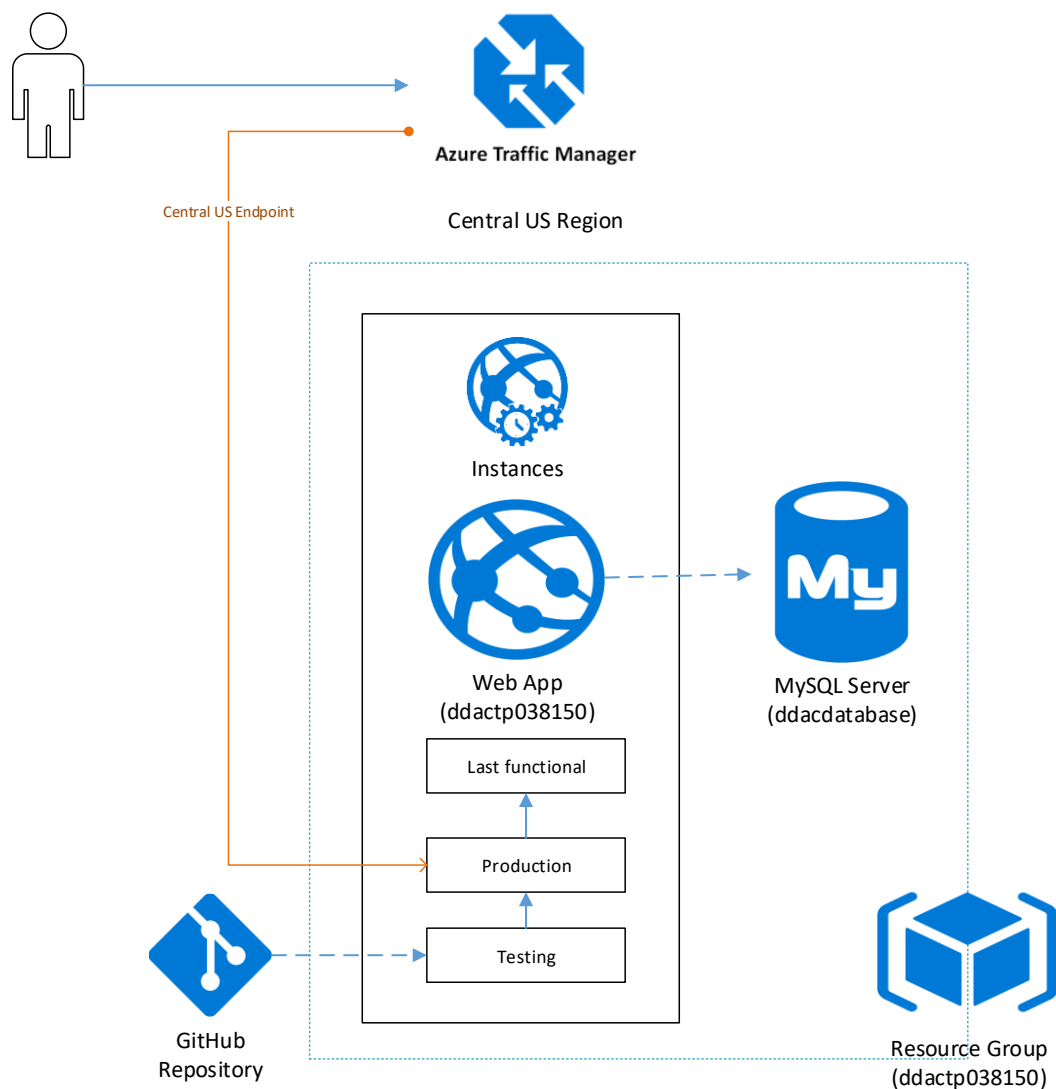 Azure Traffic Manager
Central US Endpoint
Central US Region
Instances
My
Web App
(ddactp038150)
MySQL Server
(ddacdatabase)
Last functional
Production
Testing
GitHub
Repository
Resource Group
(ddactp038150)